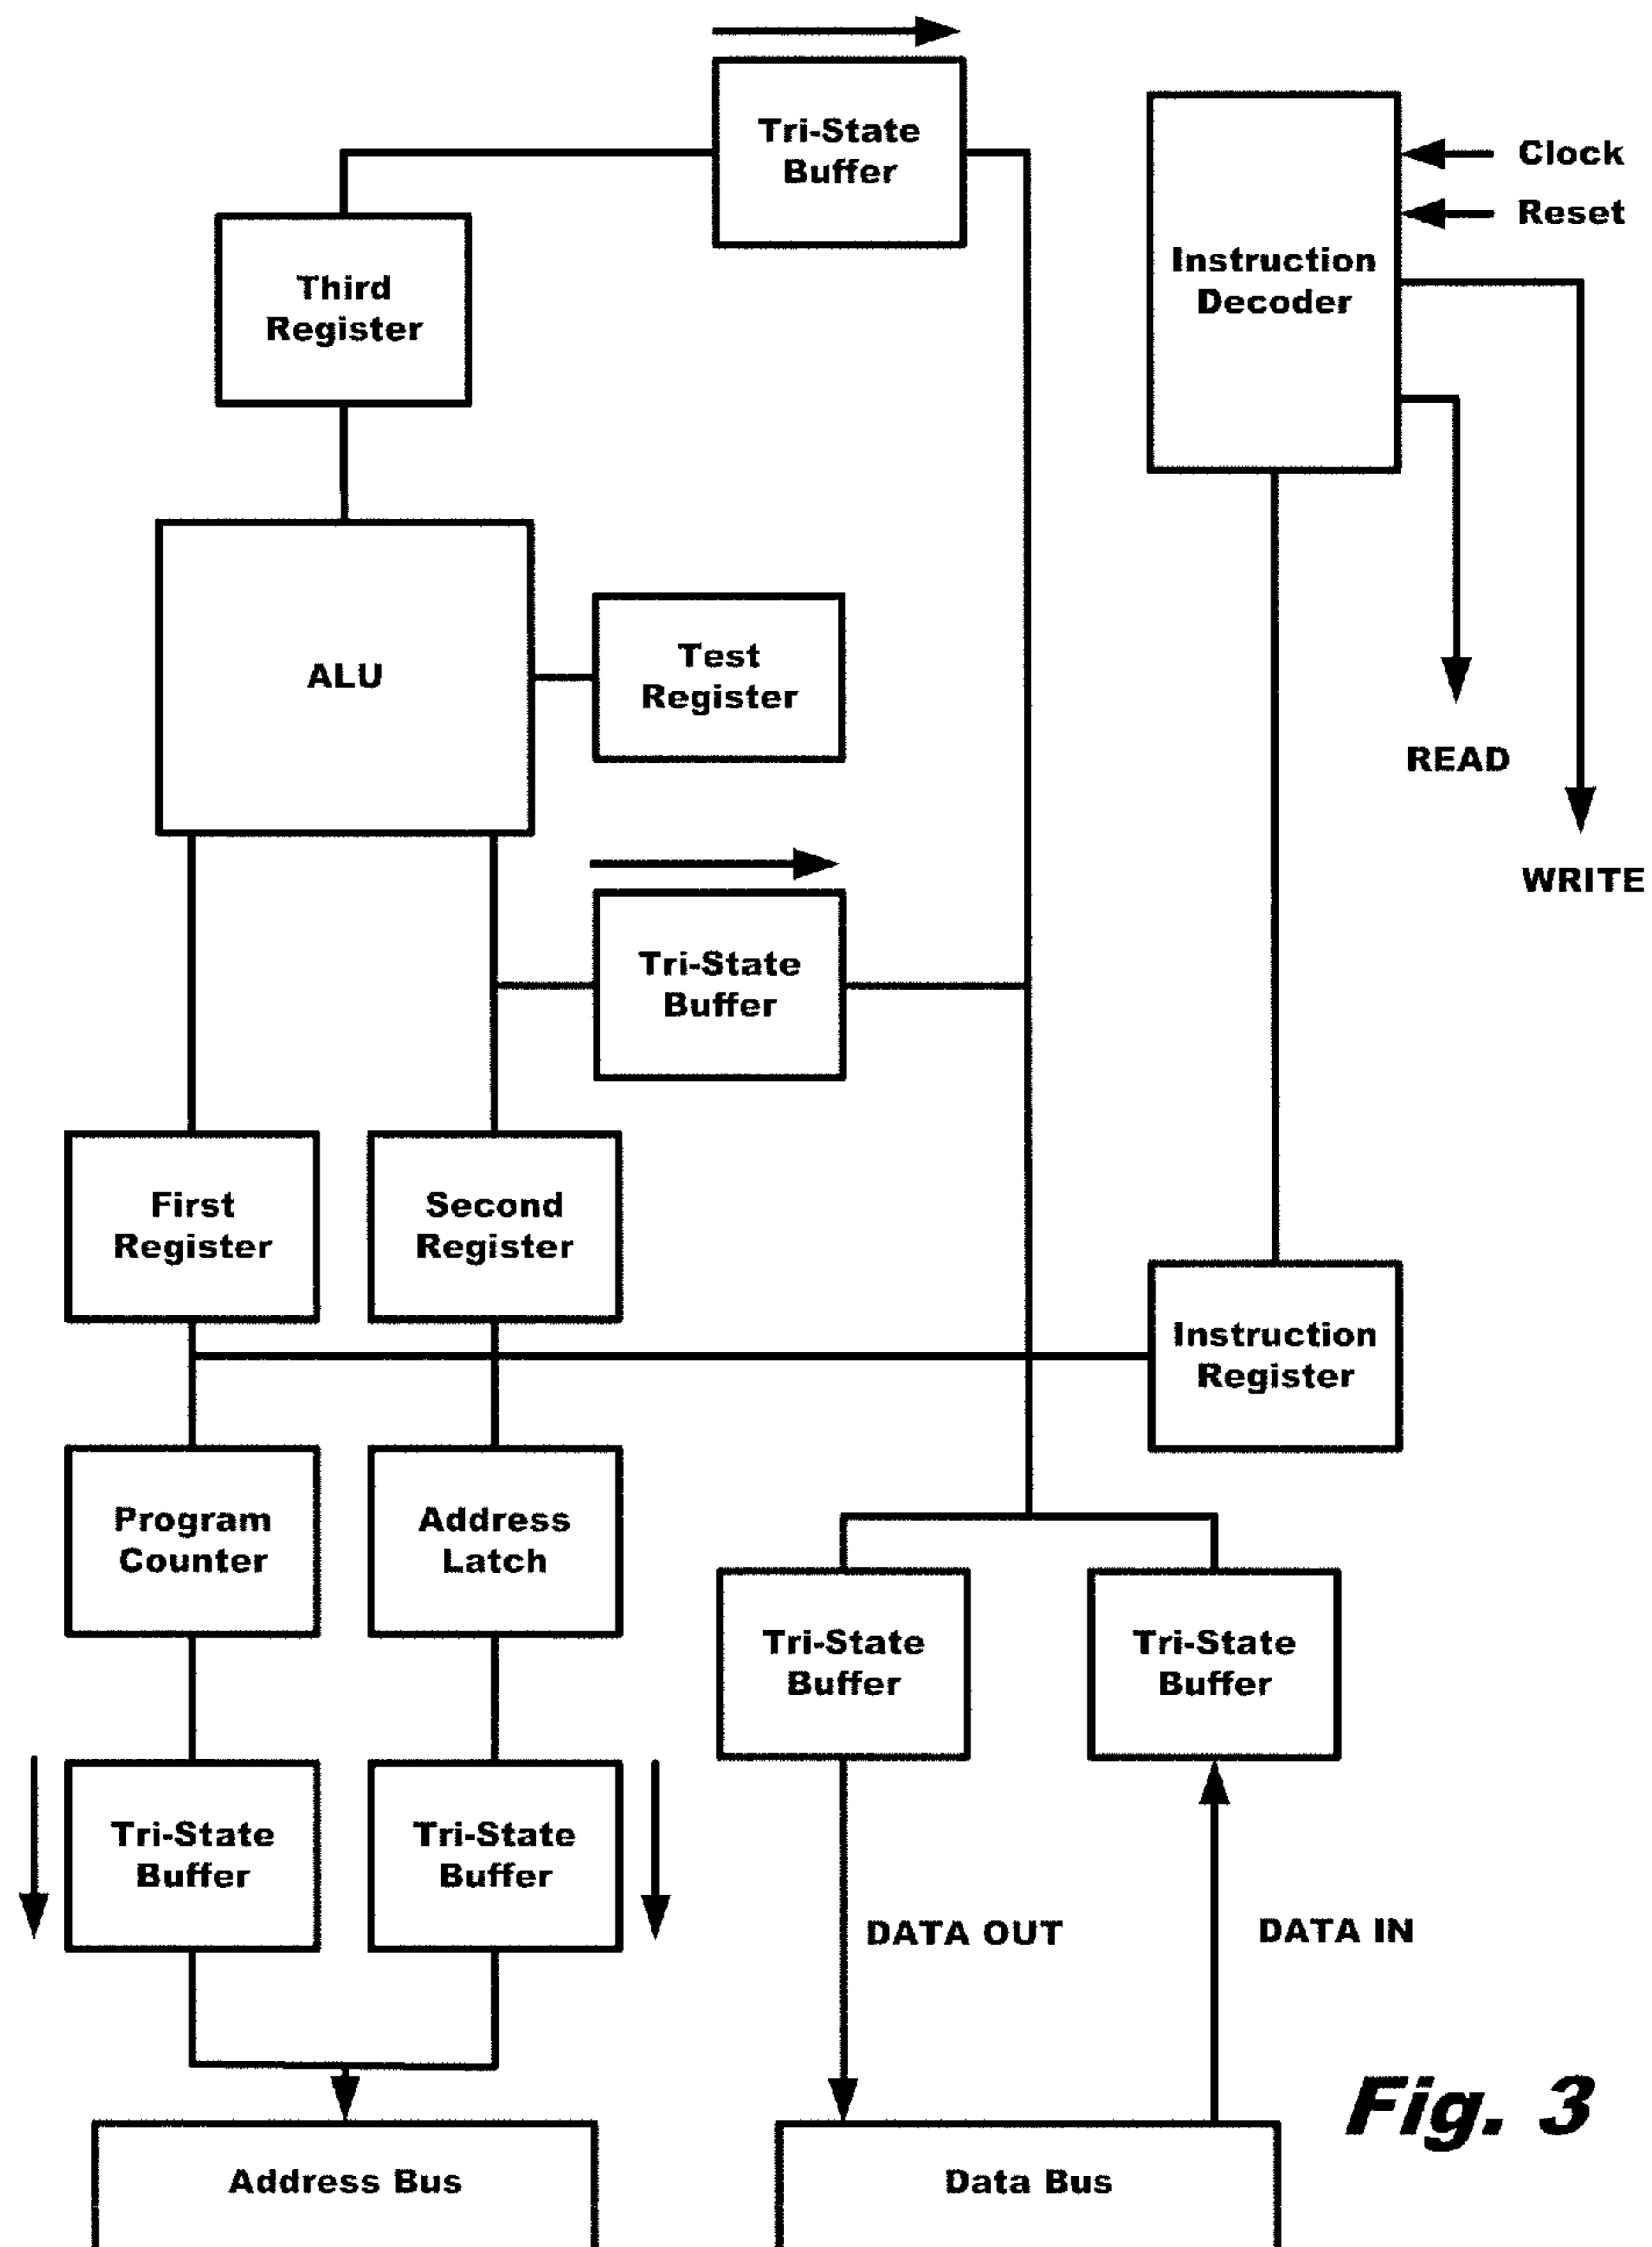 Tri-State
Buffer
Clock
Reset
Instruction
Decoder
Third
Register
ALU
Test
Register
READ
WRITE
Tri-State
Buffer
First
Register
Second
Register
Instruction
Register
Program
Counter
Address
Latch
Tri-State
Buffer
Tri-State
Buffer
Tri-State
Buffer
Tri-State
Buffer
DATA OUT
DATA IN
Fig. 3
Address Bus
Data Bus